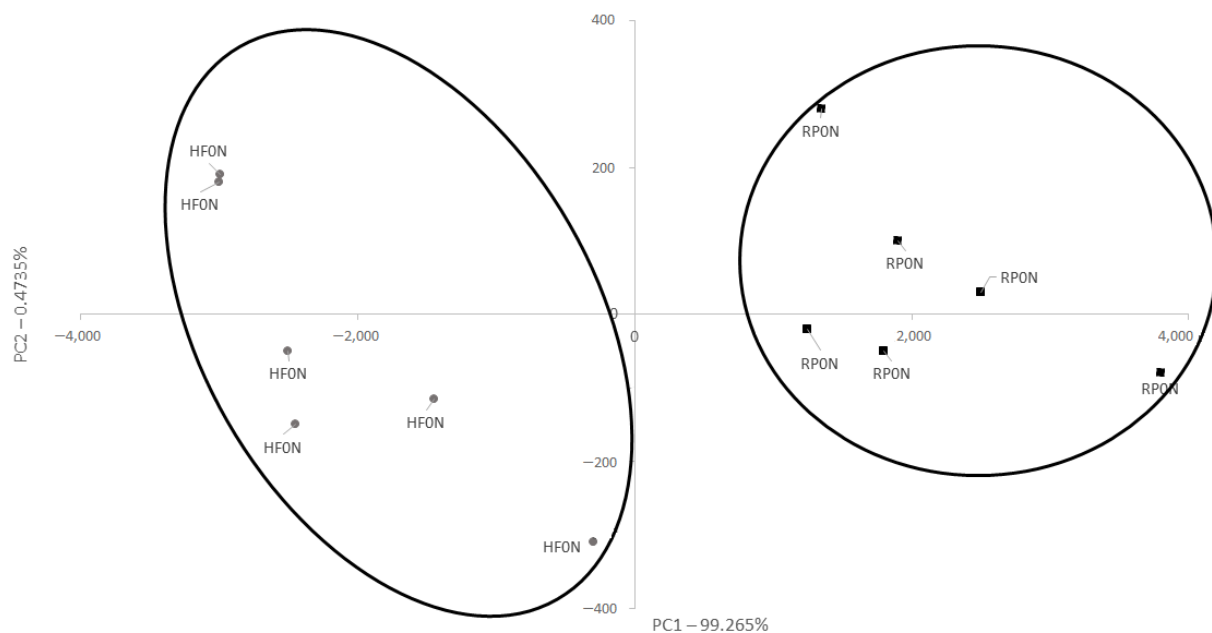 400
RP0N
HF0N
200
HF0N
RP0N
RP0N
PC2 – 0.4735%
0
−4,000
−2,000
0
2,000
4,000
RP0N
RP0N
HF0N
RP0N
HF0N
HF0N
−200
HF0N
−400
PC1 – 99.265%